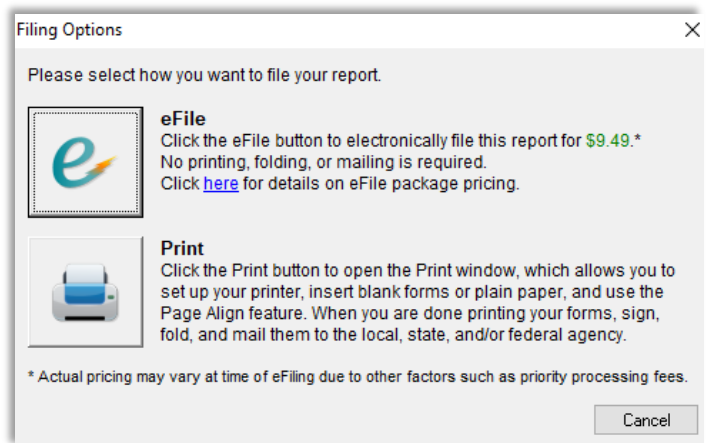 Filing Options
Please select how you want to file your report.
eFile
Click the eFile button to electronically file this report for $9.49.*
No printing, folding, or mailing is required.
Click here for details on eFile package pricing.
Print
Click the Print button to open the Print window, which allows you to
set up your printer, insert blank forms or plain paper, and use the
Page Align feature. When you are done printing your forms, sign,
fold, and mail them to the local, state, and/or federal agency.
* Actual pricing may vary at time of eFiling due to other factors such as priority processing fees.
Cancel